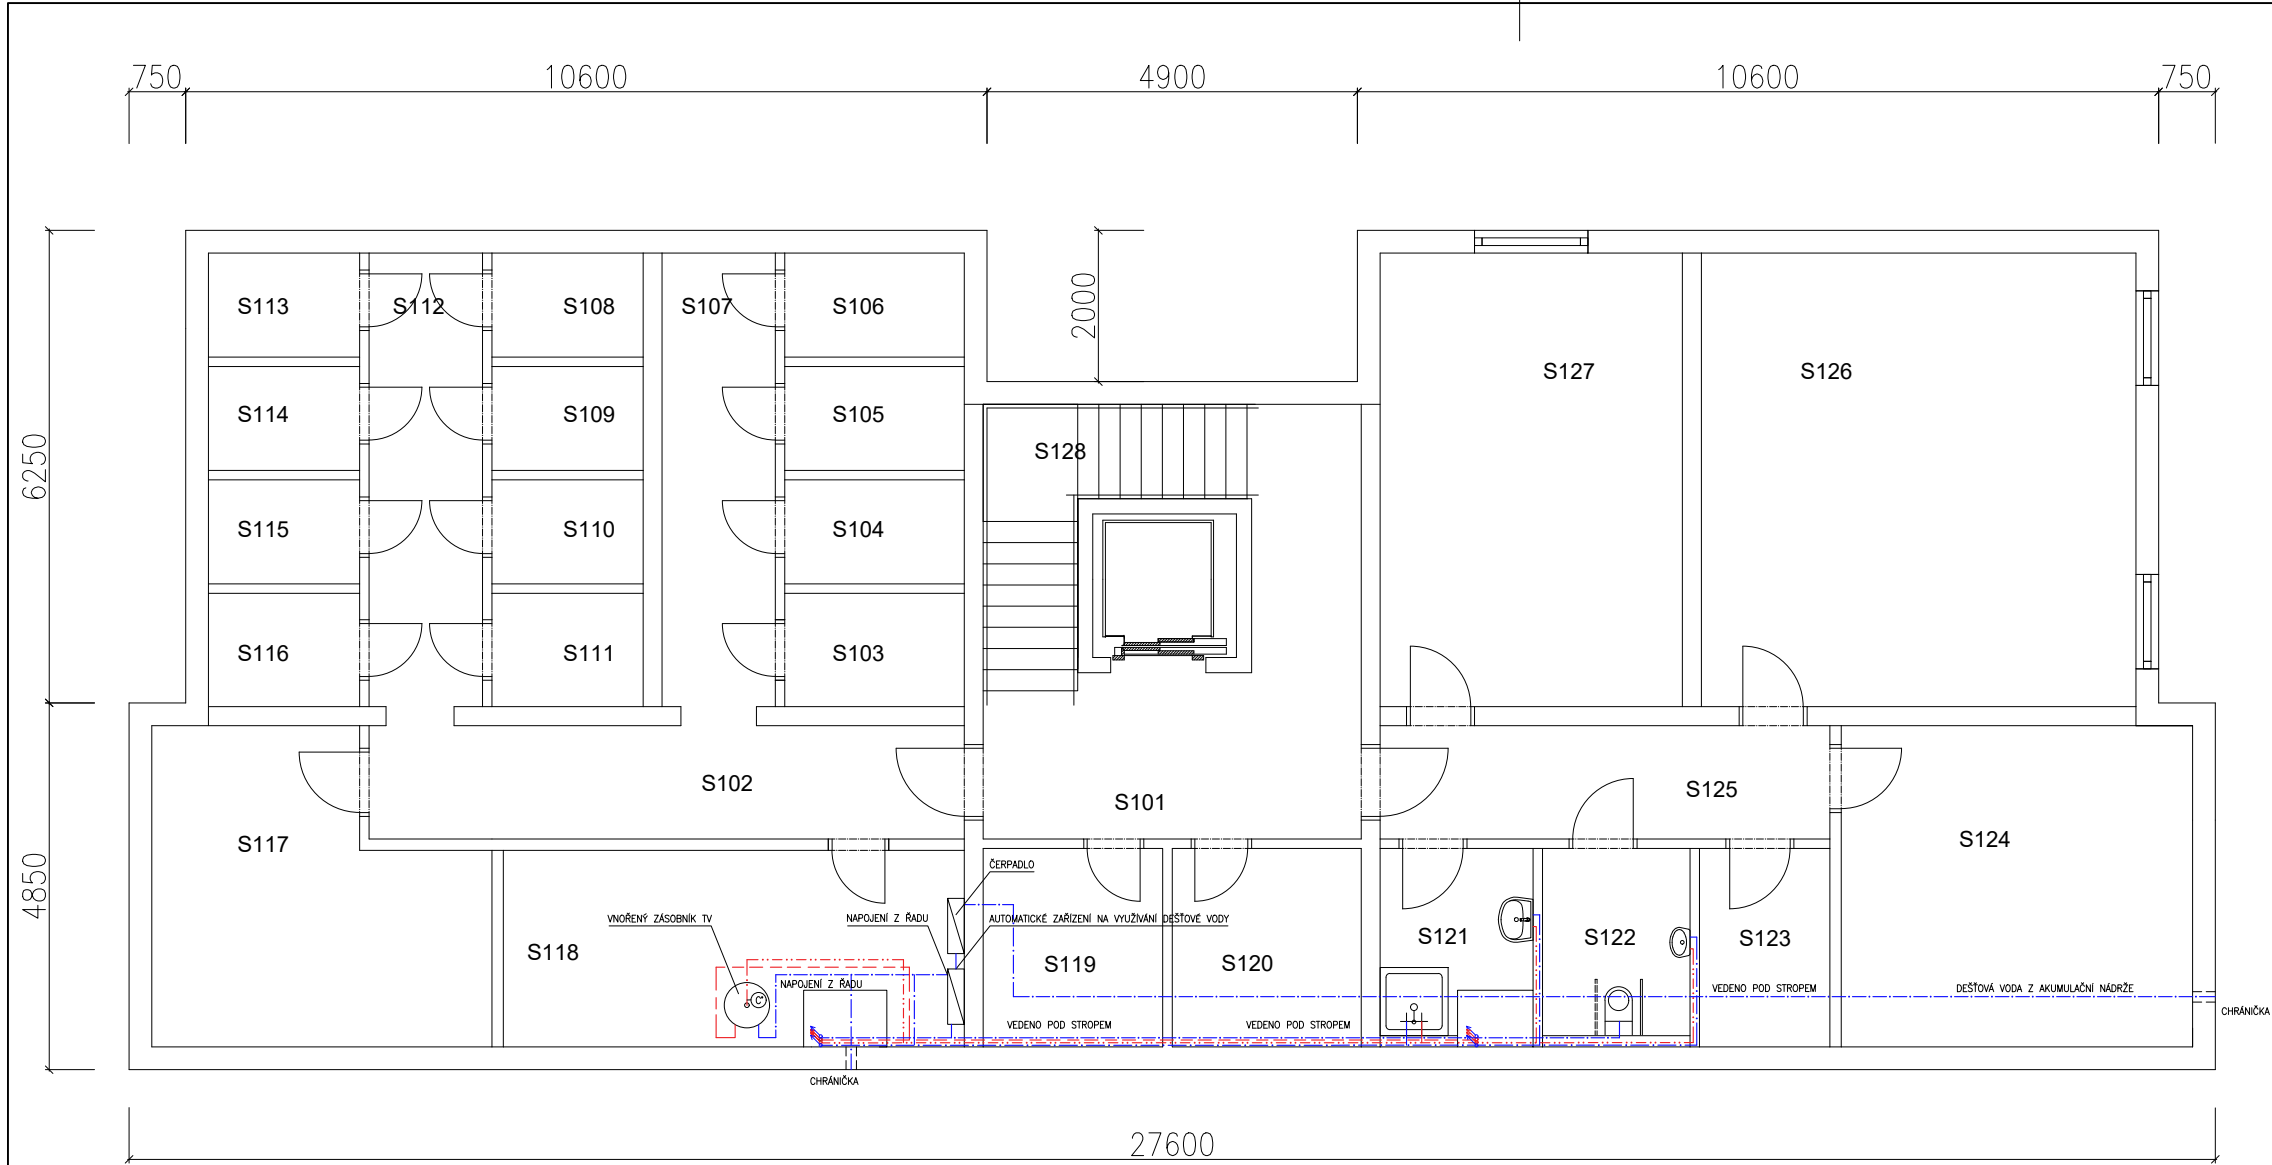 750
10600
4900
10600
750
2000
6250
4850
S113
S112
S108
S107
S106
S114
S109
S105
S115
S110
S104
S116
S111
S103
S128
S127
S126
S102
S101
S125
S117
S124
ČERPADLO
VNOŘENÝ ZÁSOBNÍK TV
NAPOJENÍ Z ŘADU
AUTOMATICKÉ ZAŘÍZENÍ NA VYUŽÍVÁNÍ DEŠŤOVÉ VODY
S118
S119
S120
S121
S122
S123
NAPOJENÍ Z ŘADU
VEDENO POD STROPEM
DEŠŤOVÁ VODA Z AKUMULAČNÍ NÁDRŽE
CHRÁNIČKA
VEDENO POD STROPEM
VEDENO POD STROPEM
CHRÁNIČKA
27600